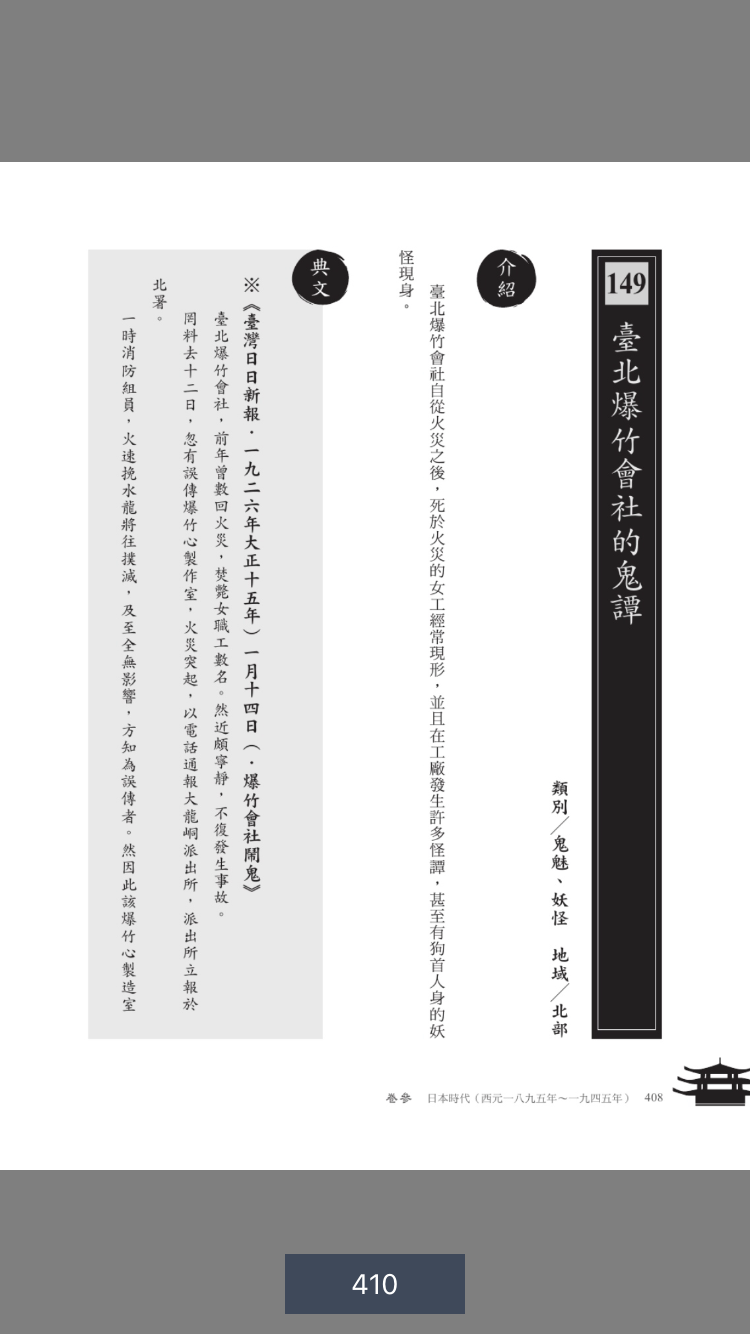 149
臺北爆竹會社的鬼譚
類別╱鬼魅、妖怪　地域╱北部
介紹
臺北爆竹會社自從火災之後，死於火災的女工經常現形，並且在工廠發生許多怪譚，甚至有狗首人身的妖
怪現身。
典文
※《臺灣日日新報．一九二六年大正十五年）一月十四日（．爆竹會社鬧鬼》
臺北爆竹會社，前年曾數回火災，焚斃女職工數名。然近頗寧靜，不復發生事故。
罔料去十二日，忽有誤傳爆竹心製作室，火災突起，以電話通報大龍峒派出所，派出所立報於
北署。
一時消防組員，火速挽水龍將往撲滅，及至全無影響，方知為誤傳者。然因此該爆竹心製造室
卷參　日本時代（西元一八九五年～一九四五年）　408
410